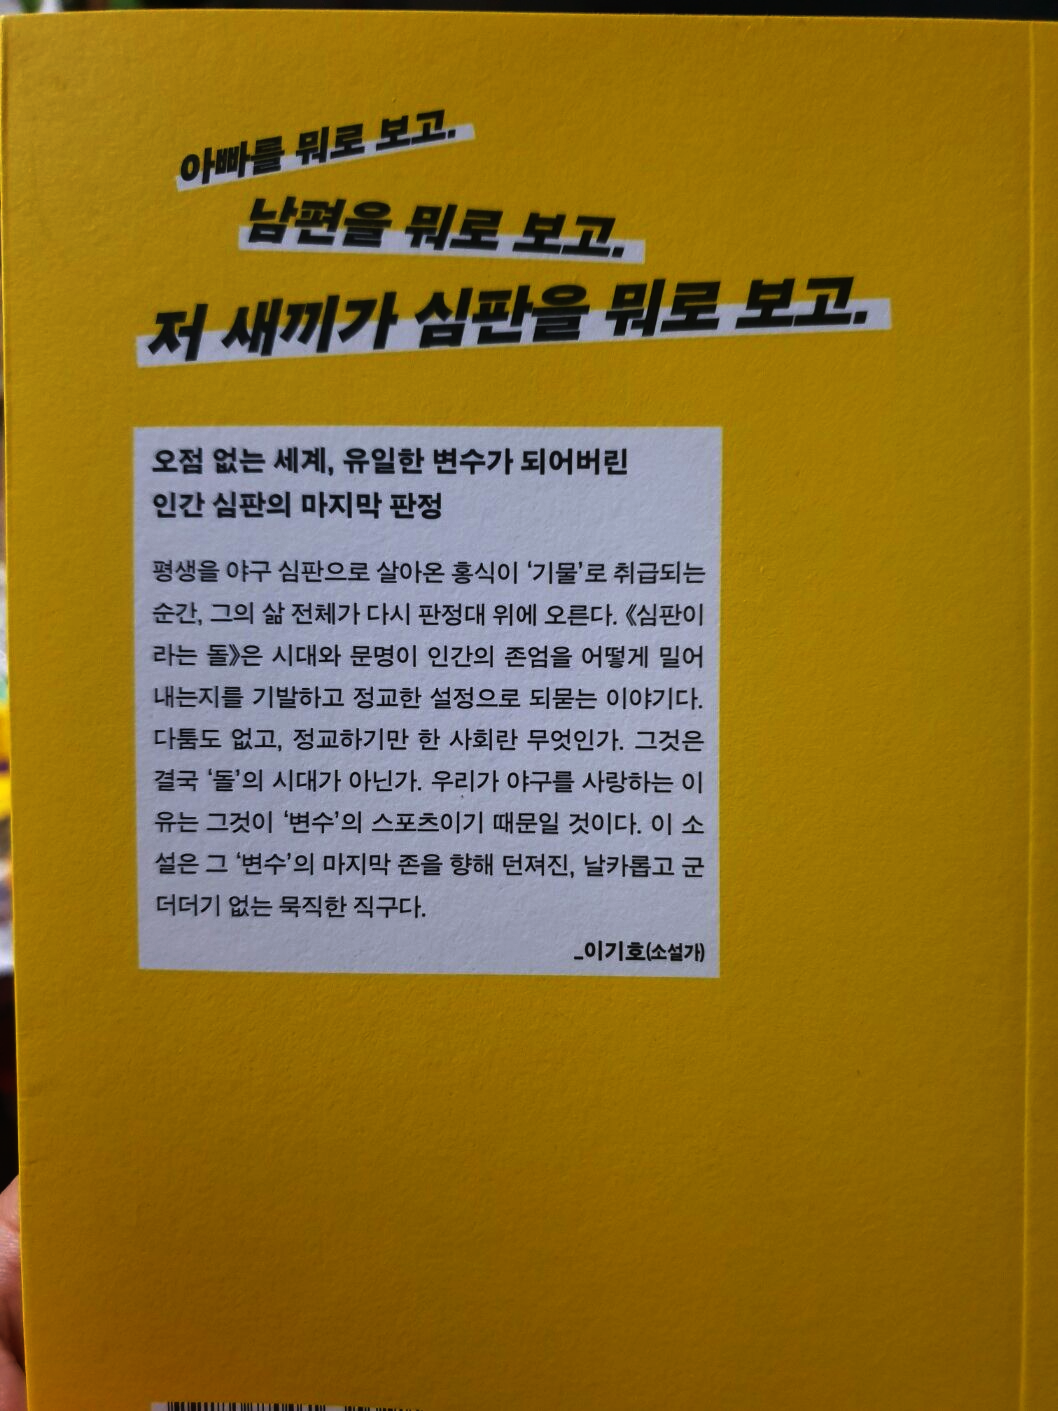 아빠를 뭐로 보고.
남편을 뭐로 보고.
저 새끼가 심판을 뭐로 보고.
오점 없는 세계, 유일한 변수가 되어버린
인간 심판의 마지막 판정
평생을 야구 심판으로 살아온 홍식이 ‘기물’로 취급되는
순간, 그의 삶 전체가 다시 판정대 위에 오른다. 《심판이
라는 돌》은 시대와 문명이 인간의 존엄을 어떻게 밀어
내는지를 기발하고 정교한 설정으로 되묻는 이야기다.
다툼도 없고, 정교하기만 한 사회란 무엇인가. 그것은
결국 ‘돌’의 시대가 아닌가. 우리가 야구를 사랑하는 이
유는 그것이 ‘변수’의 스포츠이기 때문일 것이다. 이 소
설은 그 ‘변수’의 마지막 존을 향해 던져진, 날카롭고 군
더더기 없는 묵직한 직구다.
_이기호(소설가)